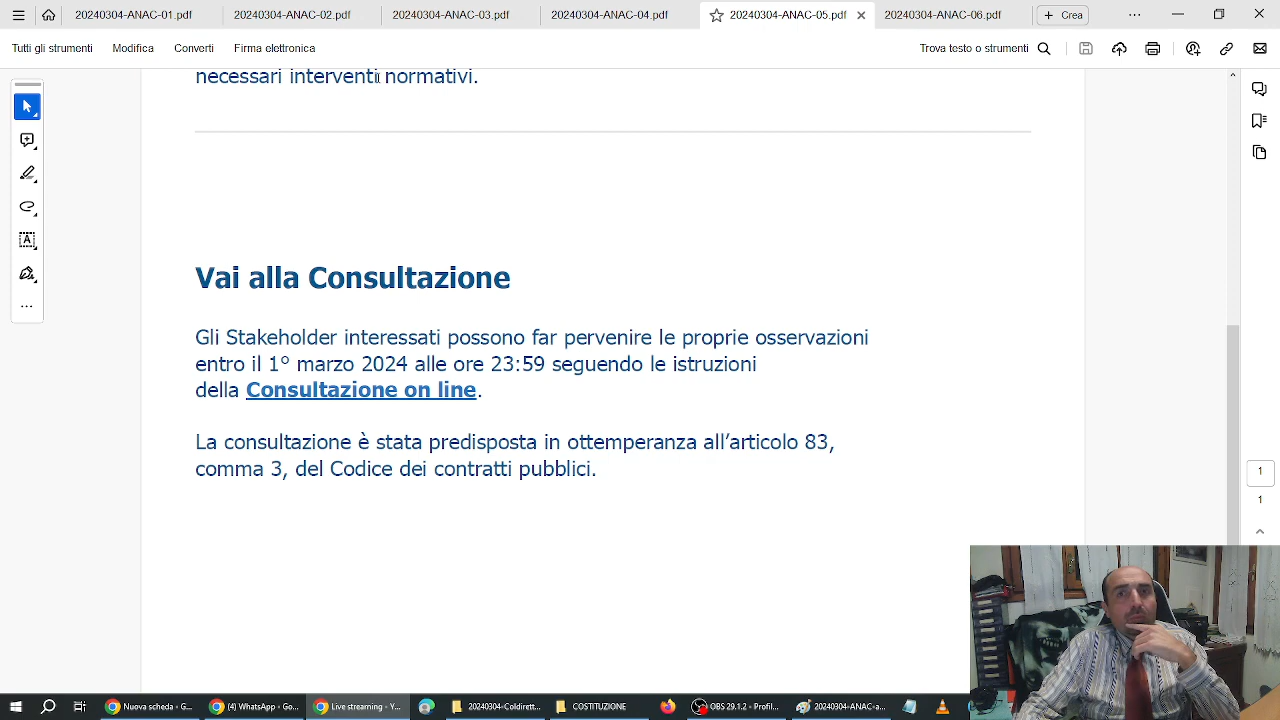 20240304-ANAC-01.pdf 20240304-ANAC-02.pdf 20240304-ANAC-03.pdf 20240304-ANAC-04.pdf 20240304-ANAC-05.pdf 20240304-ANAC-06.pdf + Crea
Tutti gli strumenti Modifica Converti Firma elettronica Trova testo o strumenti
necessari interventi normativi.
Vai alla Consultazione
Gli Stakeholder interessati possono far pervenire le proprie osservazioni
entro il 1° marzo 2024 alle ore 23:59 seguendo le istruzioni
della Consultazione on line.
La consultazione è stata predisposta in ottemperanza all’articolo 83,
comma 3, del Codice dei contratti pubblici.
1
1
Nuova scheda - G... (4) WhatsApp - G... Live streaming - Y... 20240304-Coldirett... COSTITUZIONE OBS 29.1.2 - Profil... 20240304-ANAC-a...